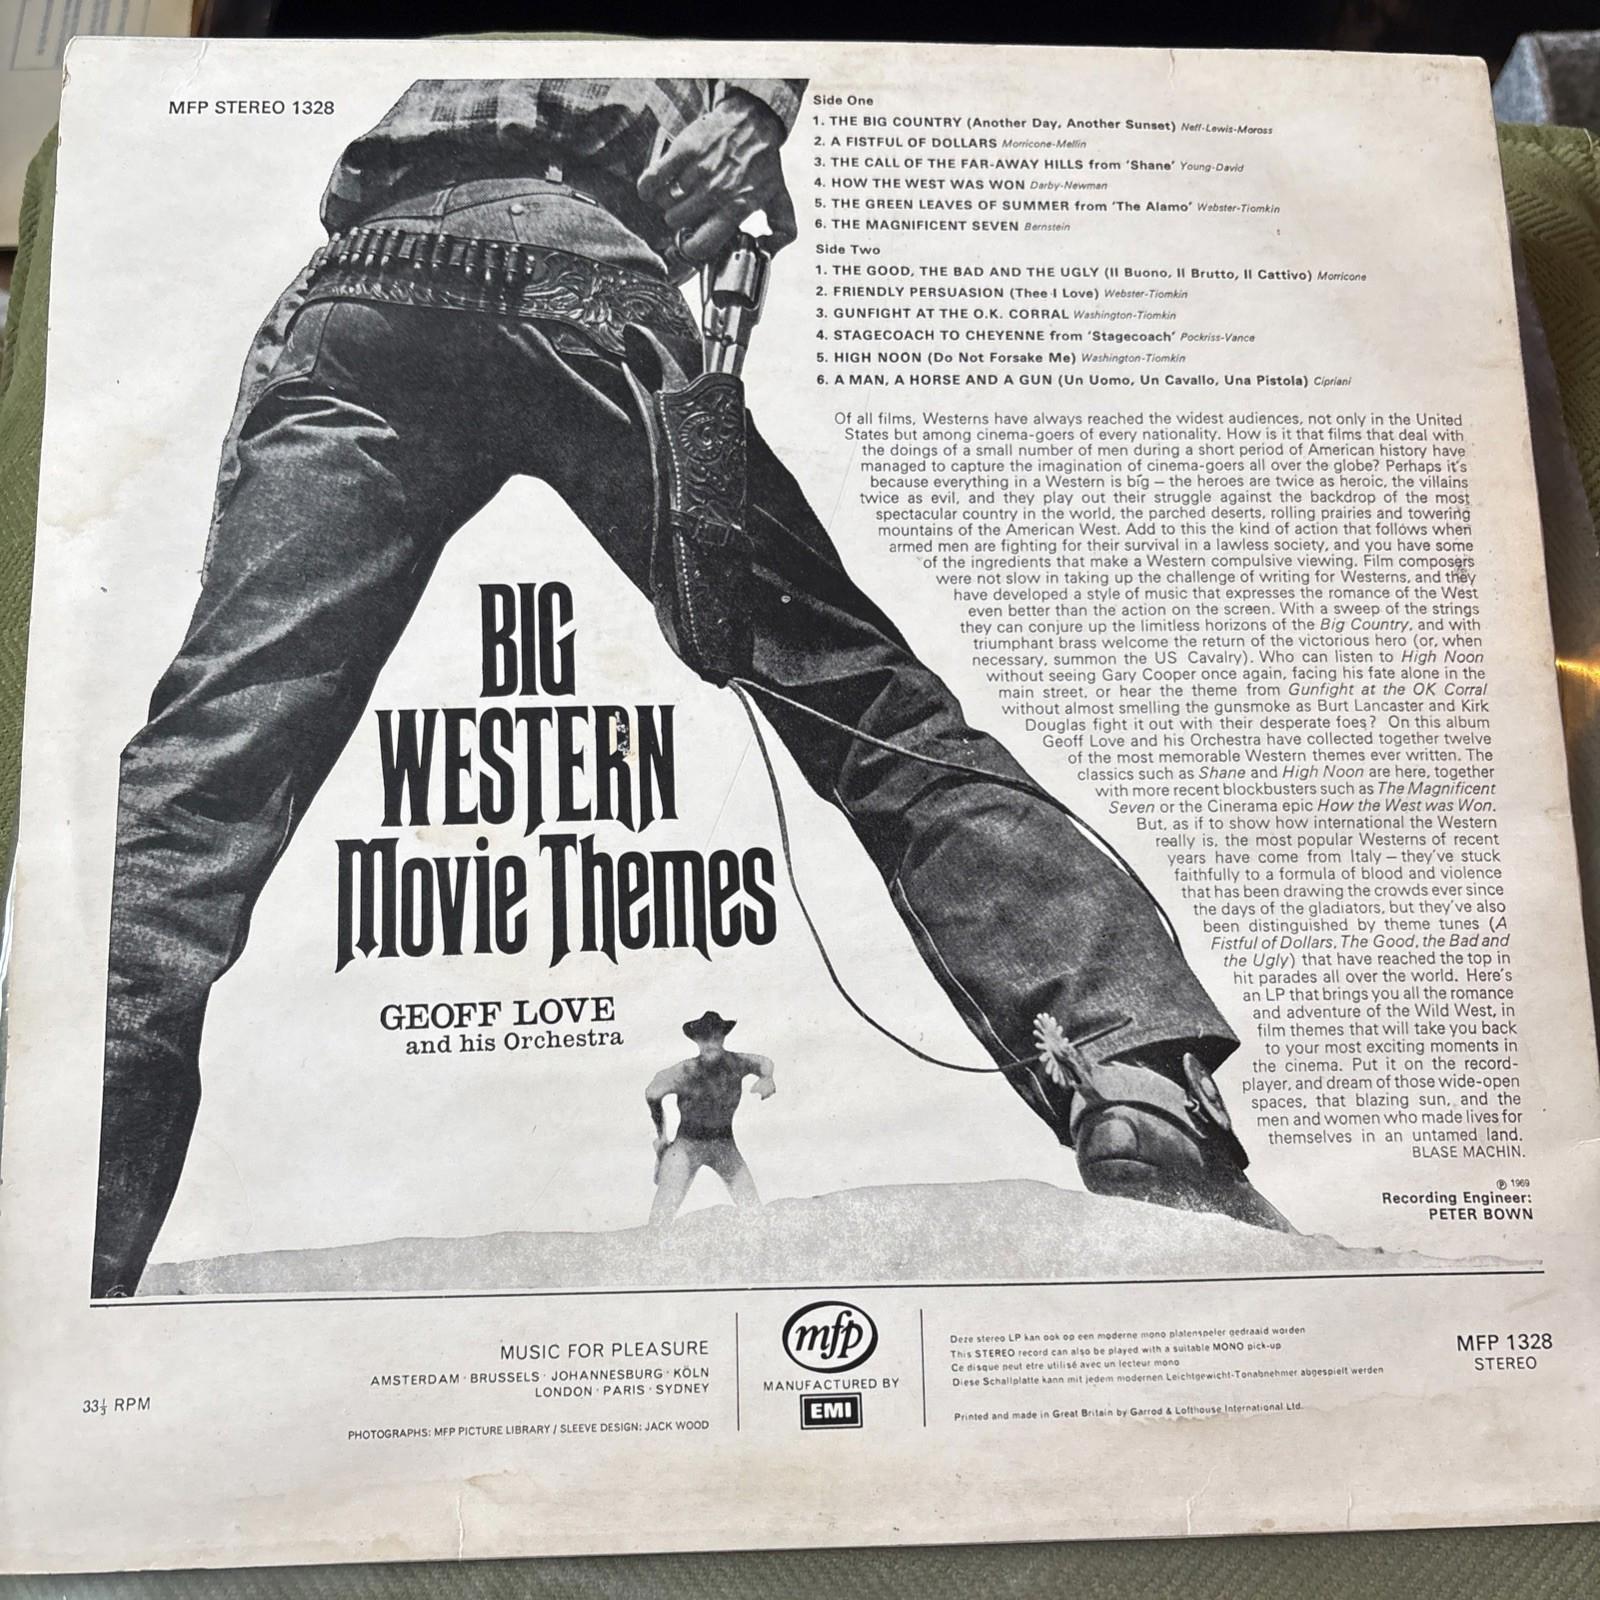 MFP STEREO 1328
Side One
1. THE BIG COUNTRY (Another Day, Another Sunset) Neff-Lewis-Moross
2. A FISTFUL OF DOLLARS Morricone-Mellin
3. THE CALL OF THE FAR-AWAY HILLS from 'Shane' Young-David
4. HOW THE WEST WAS WON Darby-Newman
5. THE GREEN LEAVES OF SUMMER from 'The Alamo' Webster-Tiomkin
6. THE MAGNIFICENT SEVEN Bernstein
Side Two
1. THE GOOD, THE BAD AND THE UGLY (Il Buono, Il Brutto, Il Cattivo) Morricone
2. FRIENDLY PERSUASION (Thee I Love) Webster-Tiomkin
3. GUNFIGHT AT THE O.K. CORRAL Washington-Tiomkin
4. STAGECOACH TO CHEYENNE from 'Stagecoach' Pockriss-Vance
5. HIGH NOON (Do Not Forsake Me) Washington-Tiomkin
6. A MAN, A HORSE AND A GUN (Un Uomo, Un Cavallo, Una Pistola) Cipriani
Of all films, Westerns have always reached the widest audiences, not only in the United
States but among cinema-goers of every nationality. How is it that films that deal with
the doings of a small number of men during a short period of American history have
managed to capture the imagination of cinema-goers all over the globe? Perhaps it's
because everything in a Western is big – the heroes are twice as heroic, the villains
twice as evil, and they play out their struggle against the backdrop of the most
spectacular country in the world, the parched deserts, rolling prairies and towering
mountains of the American West. Add to this the kind of action that follows when
armed men are fighting for their survival in a lawless society, and you have some
of the ingredients that make a Western compulsive viewing. Film composers
were not slow in taking up the challenge of writing for Westerns, and they
have developed a style of music that expresses the romance of the West
even better than the action on the screen. With a sweep of the strings
they can conjure up the limitless horizons of the Big Country, and with
triumphant brass welcome the return of the victorious hero (or, when
necessary, summon the US Cavalry). Who can listen to High Noon
without seeing Gary Cooper once again, facing his fate alone in the
main street, or hear the theme from Gunfight at the OK Corral
without almost smelling the gunsmoke as Burt Lancaster and Kirk
Douglas fight it out with their desperate foes? On this album
Geoff Love and his Orchestra have collected together twelve
of the most memorable Western themes ever written. The
classics such as Shane and High Noon are here, together
with more recent blockbusters such as The Magnificent
Seven or the Cinerama epic How the West was Won.
But, as if to show how international the Western
really is, the most popular Westerns of recent
years have come from Italy – they've stuck
faithfully to a formula of blood and violence
that has been drawing the crowds ever since
the days of the gladiators, but they've also
been distinguished by theme tunes (A
Fistful of Dollars, The Good, the Bad and
the Ugly) that have reached the top in
hit parades all over the world. Here's
an LP that brings you all the romance
and adventure of the Wild West, in
film themes that will take you back
to your most exciting moments in
the cinema. Put it on the record-
player, and dream of those wide-open
spaces, that blazing sun, and the
men and women who made lives for
themselves in an untamed land.
BLASE MACHIN.
℗ 1969
Recording Engineer:
PETER BOWN
BIG
WESTERN
Movie Themes
GEOFF LOVE
and his Orchestra
33⅓ RPM
MUSIC FOR PLEASURE
AMSTERDAM · BRUSSELS · JOHANNESBURG · KÖLN
LONDON · PARIS · SYDNEY
PHOTOGRAPHS: MFP PICTURE LIBRARY / SLEEVE DESIGN: JACK WOOD
mfp
MANUFACTURED BY
EMI
Deze stereo LP kan ook op een moderne mono platenspeler gedraaid worden
This STEREO record can also be played with a suitable MONO pick-up
Ce disque peut etre utilisé avec un lecteur mono
Diese Schallplatte kann mit jedem modernen Leichtgewicht-Tonabnehmer abgespielt werden
Printed and made in Great Britain by Garrod & Lofthouse International Ltd.
MFP 1328
STEREO